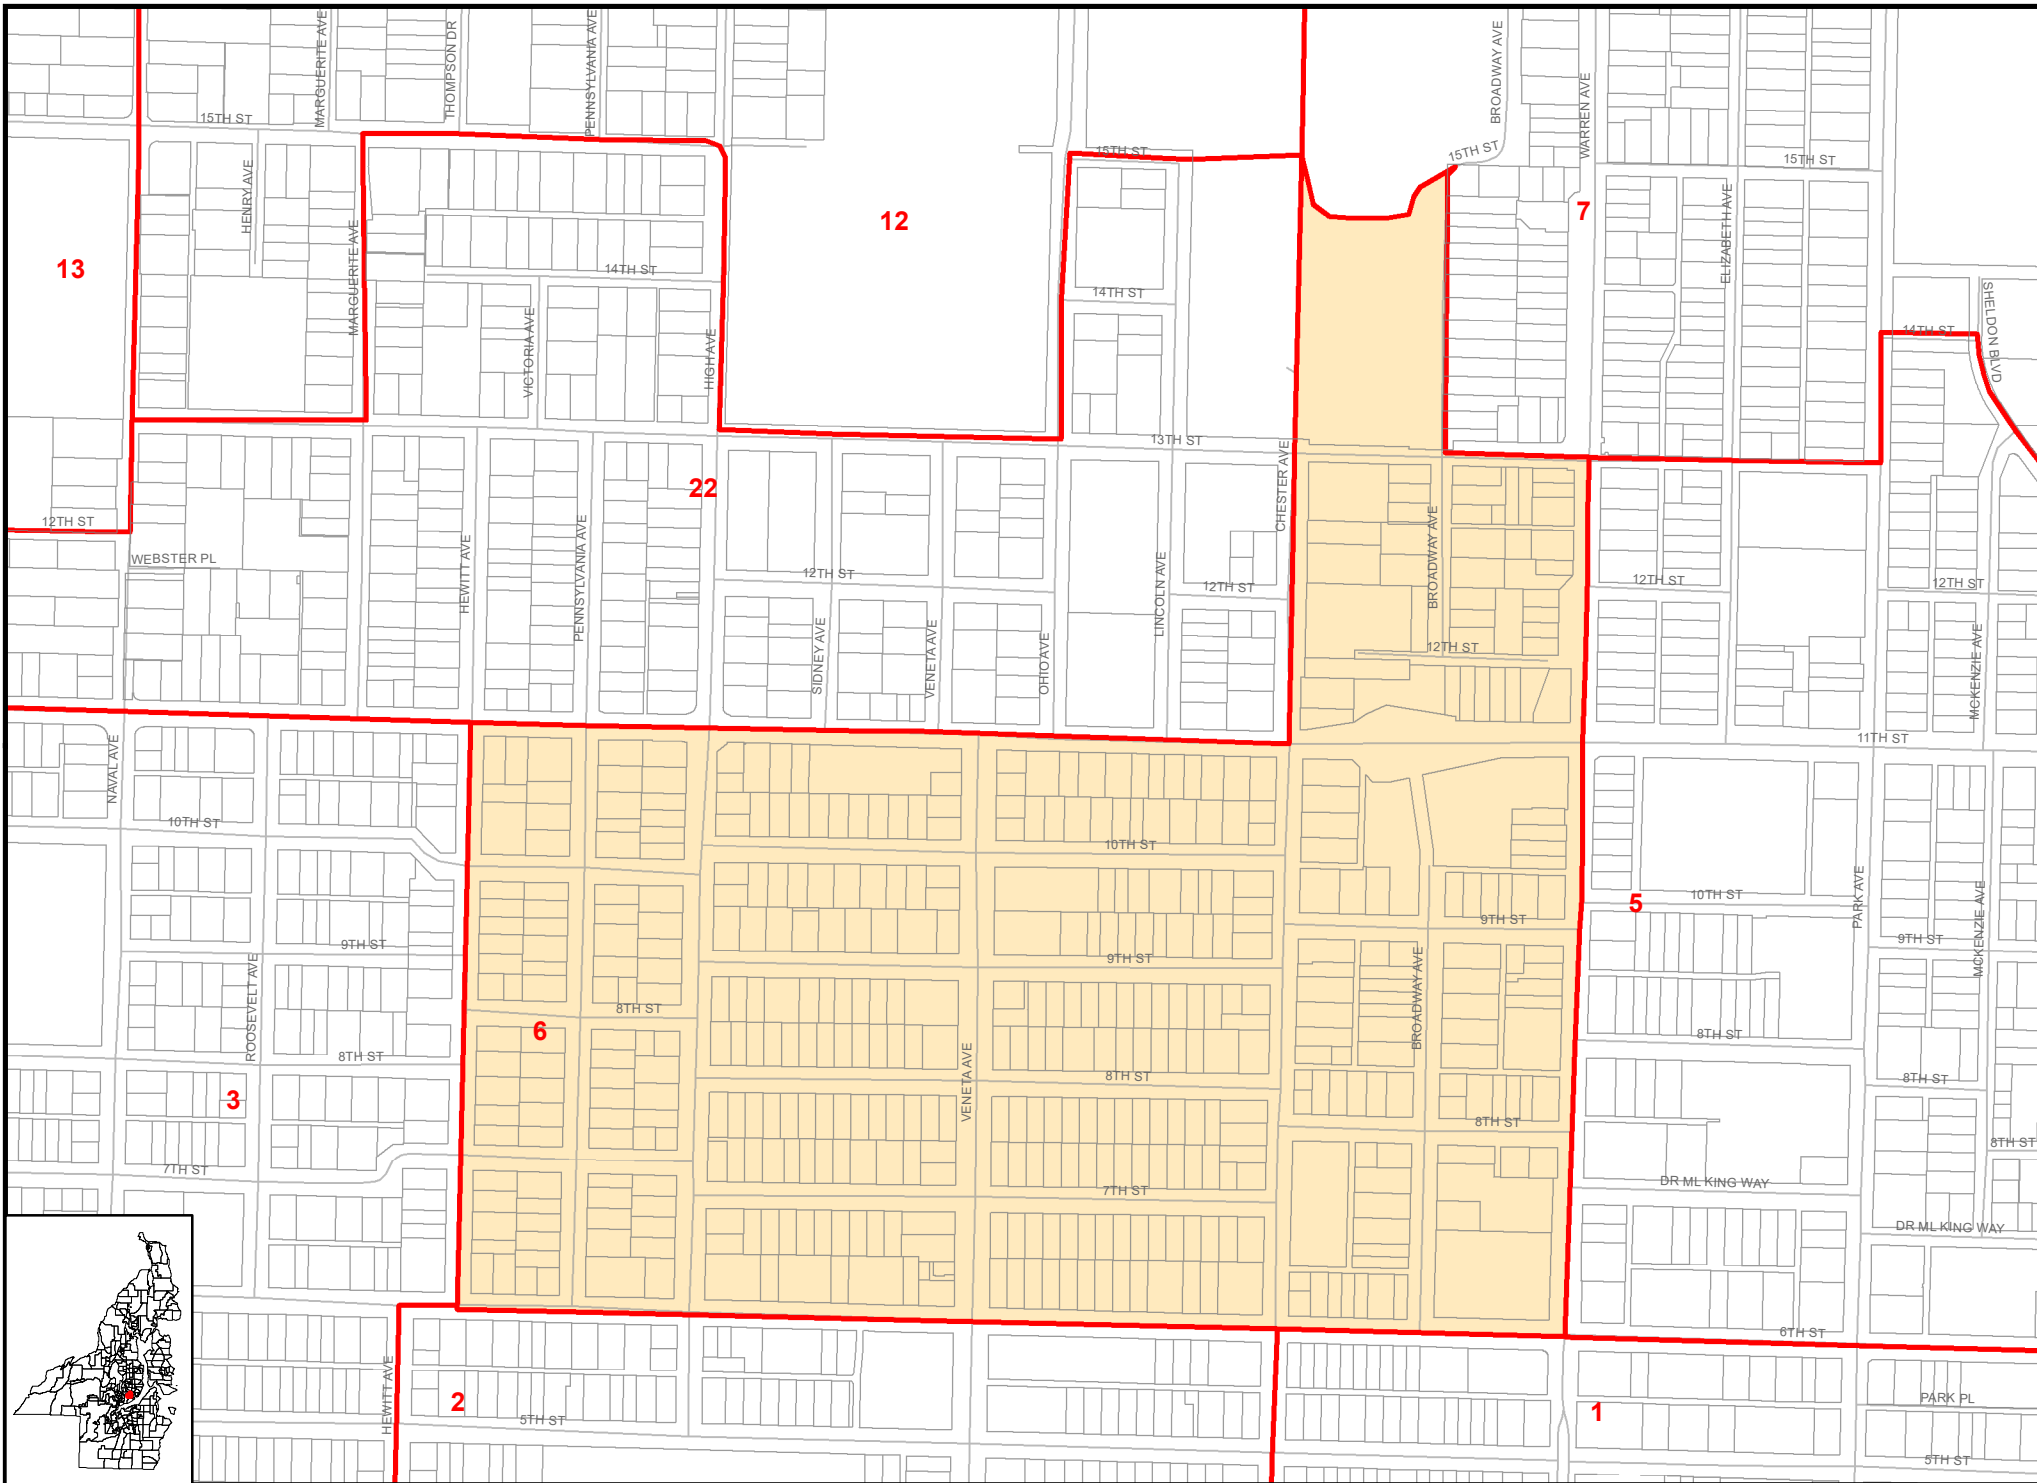 MARGUERITE AVE
THOMPSON DR
PENNSYLVANIA AVE
BROADWAY AVE
WARREN AVE
15TH ST
15TH ST
15TH ST
15TH ST
HENRY AVE
MARGUERITE AVE
12
7
ELIZABETH AVE
13
14TH ST
14TH ST
SHELDON BLVD
14TH ST
VICTORIA AVE
HIGH AVE
13TH ST
CHESTER AVE
22
12TH ST
WEBSTER PL
HEWITT AVE
PENNSYLVANIA AVE
12TH ST
LINCOLN AVE
12TH ST
BROADWAY AVE
12TH ST
12TH ST
12TH ST
SIDNEY AVE
VENETA AVE
OHIO AVE
MCKENZIE AVE
11TH ST
NAVAL AVE
10TH ST
10TH ST
10TH ST
PARK AVE
5
9TH ST
9TH ST
9TH ST
9TH ST
MCKENZIE AVE
ROOSEVELT AVE
8TH ST
BROADWAY AVE
6
8TH ST
8TH ST
8TH ST
8TH ST
VENETA AVE
3
8TH ST
8TH ST
7TH ST
7TH ST
DR ML KING WAY
DR ML KING WAY
6TH ST
HEWITT AVE
2
5TH ST
1
PARK PL
5TH ST